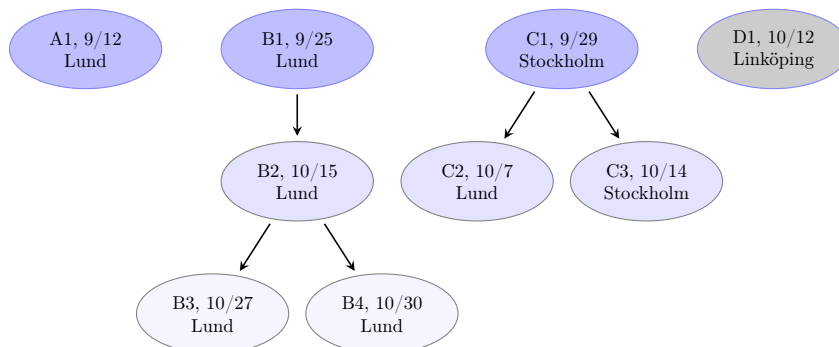 A1, 9/12
Lund
B1, 9/25
Lund
C1, 9/29
Stockholm
D1, 10/12
Linköping
B2, 10/15
Lund
C2, 10/7
Lund
C3, 10/14
Stockholm
B3, 10/27
Lund
B4, 10/30
Lund